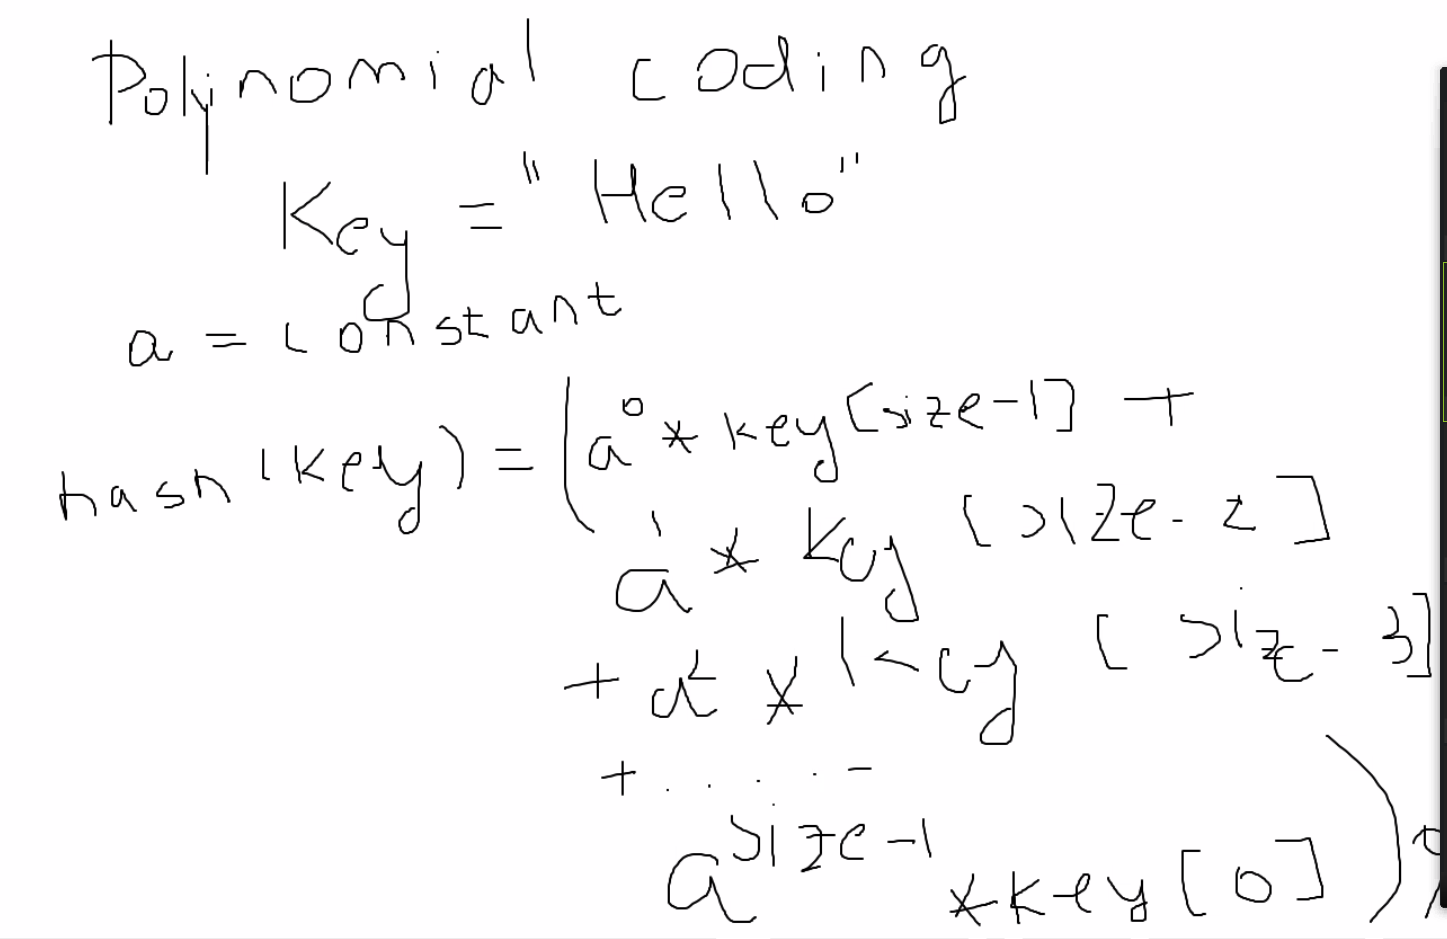 Polynomial coding
Key = "Hello"
a = constant
hash(key) = (a⁰ * key[size-1] +
a¹ * key [size-2]
+ a² * key [size-3]
+ . . . . -
a^size-1 * key[0])